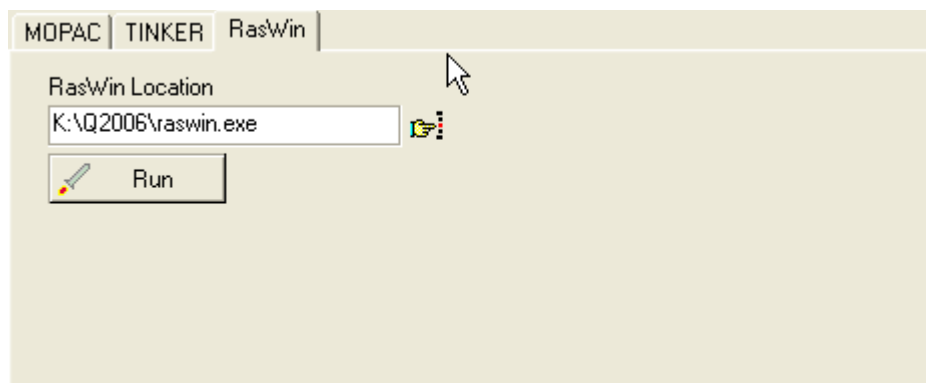 MOPAC TINKER RasWin
RasWin Location
K:\Q2006\raswin.exe
Run